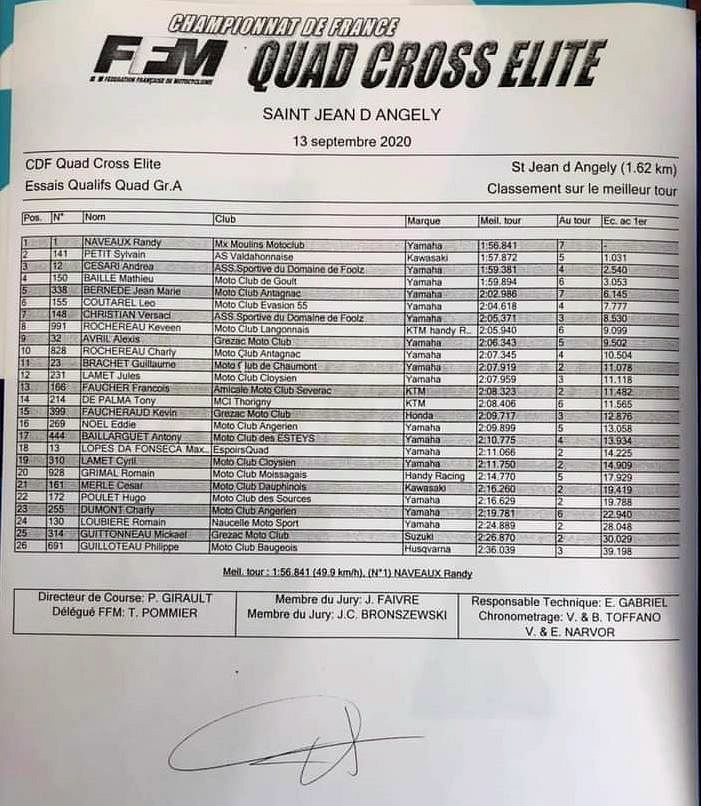 CHAMPIONNAT DE FRANCE
FFM QUAD CROSS ELITE
FEDERATION FRANÇAISE DE MOTOCYCLISME
SAINT JEAN D ANGELY
13 septembre 2020
CDF Quad Cross Elite St Jean d Angely (1.62 km)
Essais Qualifs Quad Gr.A Classement sur le meilleur tour
Pos. N° Nom Club Marque Meil. tour Au tour Ec. ac 1er
1 1 NAVEAUX Randy Mx Moulins Motoclub Yamaha 1:56.841 7 -
2 141 PETIT Sylvain AS Valdahonnaise Kawasaki 1:57.872 5 1.031
3 12 CESARI Andrea ASS.Sportive du Domaine de Foolz Yamaha 1:59.381 4 2.540
4 150 BAILLE Mathieu Moto Club de Goult Yamaha 1:59.894 6 3.053
5 338 BERNEDE Jean Marie Moto Club Antagnac Yamaha 2:02.986 7 6.145
6 155 COUTAREL Leo Moto Club Evasion 55 Yamaha 2:04.618 4 7.777
7 148 CHRISTIAN Versaci ASS.Sportive du Domaine de Foolz Yamaha 2:05.371 3 8.530
8 991 ROCHEREAU Keveen Moto Club Langonnais KTM handy R.. 2:05.940 6 9.099
9 32 AVRIL Alexis Grezac Moto Club Yamaha 2:06.343 5 9.502
10 828 ROCHEREAU Charly Moto Club Antagnac Yamaha 2:07.345 4 10.504
11 23 BRACHET Guillaume Moto Club de Chaumont Yamaha 2:07.919 2 11.078
12 231 LAMET Jules Moto Club Cloysien Yamaha 2:07.959 3 11.118
13 166 FAUCHER Francois Amicale Moto Club Severac KTM 2:08.323 2 11.482
14 214 DE PALMA Tony MCI Thorigny KTM 2:08.406 6 11.565
15 399 FAUCHERAUD Kevin Grezac Moto Club Honda 2:09.717 3 12.876
16 269 NOEL Eddie Moto Club Angerien Yamaha 2:09.899 5 13.058
17 444 BAILLARGUET Antony Moto Club des ESTEYS Yamaha 2:10.775 4 13.934
18 13 LOPES DA FONSECA Max.. EspoirsQuad Yamaha 2:11.066 2 14.225
19 310 LAMET Cyril Moto Club Cloysien Yamaha 2:11.750 2 14.909
20 928 GRIMAL Romain Moto Club Moissagais Handy Racing 2:14.770 5 17.929
21 161 MERLE Cesar Moto Club Dauphinois Kawasaki 2:16.260 2 19.419
22 172 POULET Hugo Moto Club des Sources Yamaha 2:16.629 2 19.788
23 255 DUMONT Charly Moto Club Angerien Yamaha 2:19.781 6 22.940
24 130 LOUBIERE Romain Naucelle Moto Sport Yamaha 2:24.889 2 28.048
25 314 GUITTONNEAU Mickael Grezac Moto Club Suzuki 2:26.870 2 30.029
26 691 GUILLOTEAU Philippe Moto Club Baugeois Husqvarna 2:36.039 3 39.198
Meil. tour : 1:56.841 (49.9 km/h), (N°1) NAVEAUX Randy
Directeur de Course: P. GIRAULT Membre du Jury: J. FAIVRE Responsable Technique: E. GABRIEL
Délégué FFM: T. POMMIER Membre du Jury: J.C. BRONSZEWSKI Chronometrage: V. & B. TOFFANO
V. & E. NARVOR